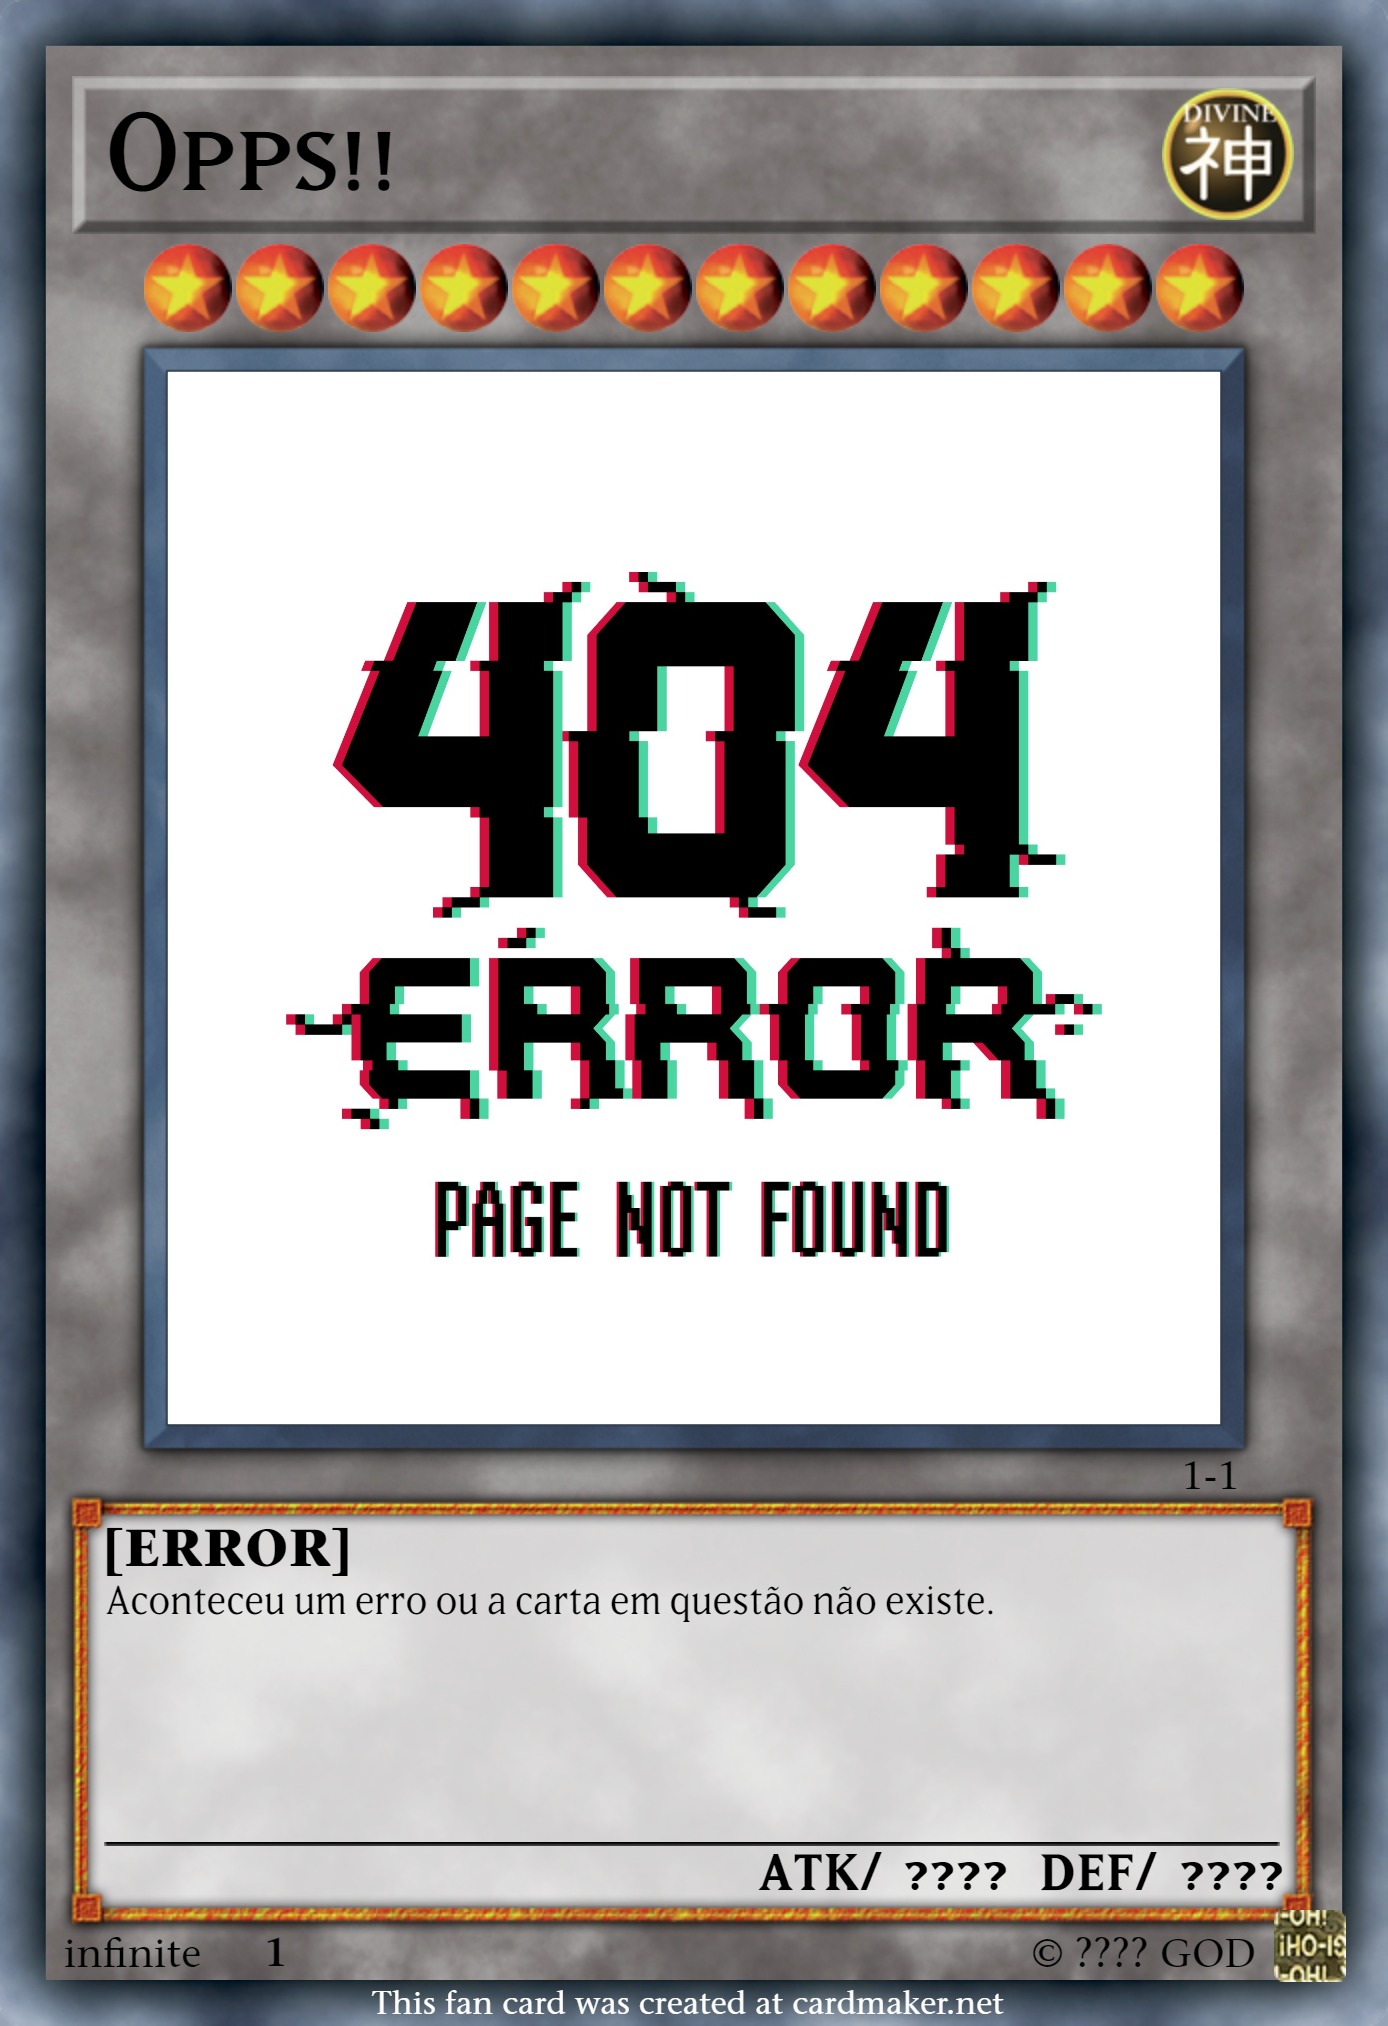 Opps!!
DIVINE
神
404
ERROR
PAGE NOT FOUND
1-1
[ERROR]
Aconteceu um erro ou a carta em questão não existe.
ATK/ ???? DEF/ ????
infinite 1 © ???? GOD
This fan card was created at cardmaker.net